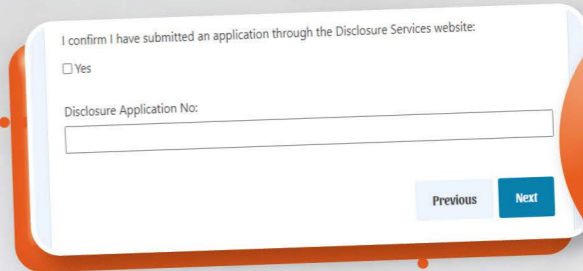 I confirm I have submitted an application through the Disclosure Services website:
Yes
Disclosure Application No:
Previous
Next